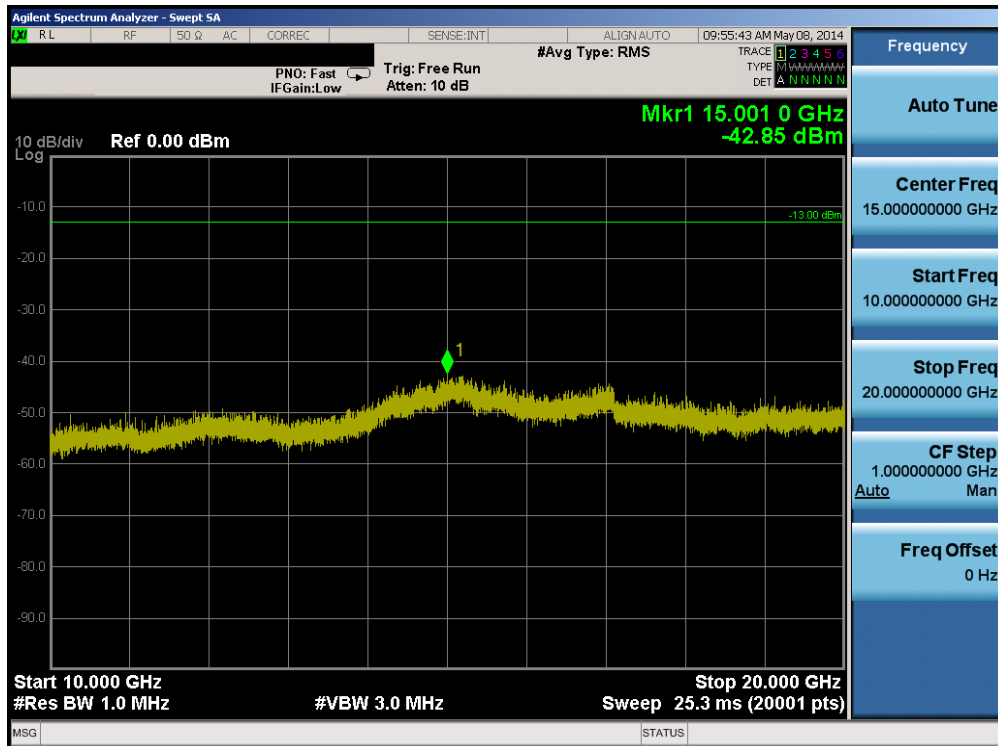 Agilent Spectrum Analyzer - Swept SA
LXI RL RF 50 Ω AC CORREC SENSE:INT ALIGN AUTO 09:55:43 AM May 08, 2014
Frequency
#Avg Type: RMS TRACE 1 2 3 4 5 6
PNO: Fast Trig: Free Run TYPE M WWWWW
IFGain:Low Atten: 10 dB DET A N N N N N
Auto Tune
Mkr1 15.001 0 GHz
10 dB/div Ref 0.00 dBm -42.85 dBm
Log
Center Freq
15.000000000 GHz
-10.0
-13.00 dBm
-20.0
Start Freq
10.000000000 GHz
-30.0
1
-40.0
Stop Freq
20.000000000 GHz
-50.0
CF Step
-60.0
1.000000000 GHz
Auto Man
-70.0
Freq Offset
0 Hz
-80.0
-90.0
Start 10.000 GHz Stop 20.000 GHz
#Res BW 1.0 MHz #VBW 3.0 MHz Sweep 25.3 ms (20001 pts)
MSG STATUS